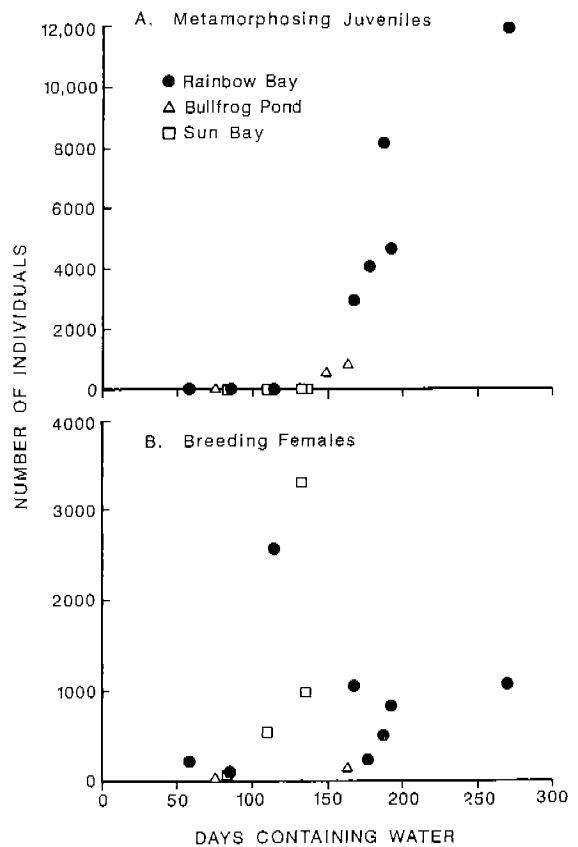 A. Metamorphosing Juveniles
12,000
10,000
8000
6000
4000
2000
0
Rainbow Bay
Bullfrog Pond
Sun Bay
NUMBER OF INDIVIDUALS
B. Breeding Females
4000
3000
2000
1000
0
0 50 100 150 200 250 300
DAYS CONTAINING WATER